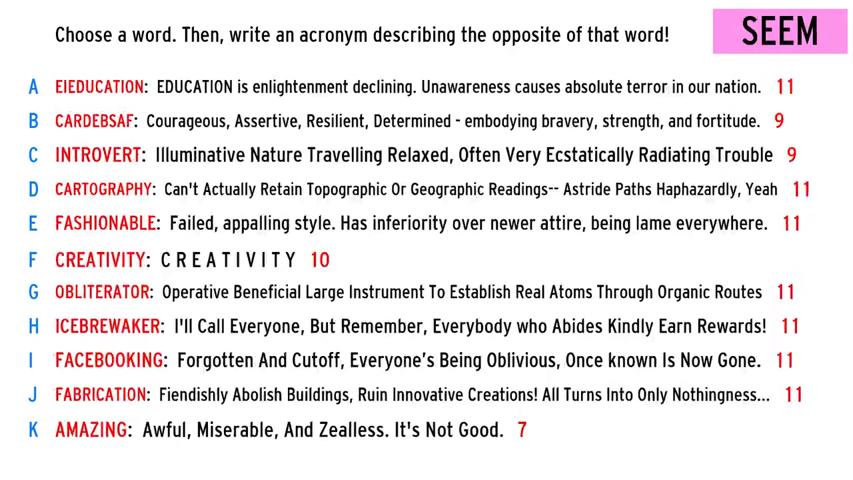 Choose a word. Then, write an acronym describing the opposite of that word!
SEEM
A EIEDUCATION: EDUCATION is enlightenment declining. Unawareness causes absolute terror in our nation. 11
B CARDEBSAF: Courageous, Assertive, Resilient, Determined - embodying bravery, strength, and fortitude. 9
C INTROVERT: Illuminative Nature Travelling Relaxed, Often Very Ecstatically Radiating Trouble 9
D CARTOGRAPHY: Can't Actually Retain Topographic Or Geographic Readings-- Astride Paths Haphazardly, Yeah 11
E FASHIONABLE: Failed, appalling style. Has inferiority over newer attire, being lame everywhere. 11
F CREATIVITY: C R E A T I V I T Y 10
G OBLITERATOR: Operative Beneficial Large Instrument To Establish Real Atoms Through Organic Routes 11
H ICEBREWAKER: I'll Call Everyone, But Remember, Everybody who Abides Kindly Earn Rewards! 11
I FACEBOOKING: Forgotten And Cutoff, Everyone's Being Oblivious, Once known Is Now Gone. 11
J FABRICATION: Fiendishly Abolish Buildings, Ruin Innovative Creations! All Turns Into Only Nothingness... 11
K AMAZING: Awful, Miserable, And Zealless. It's Not Good. 7